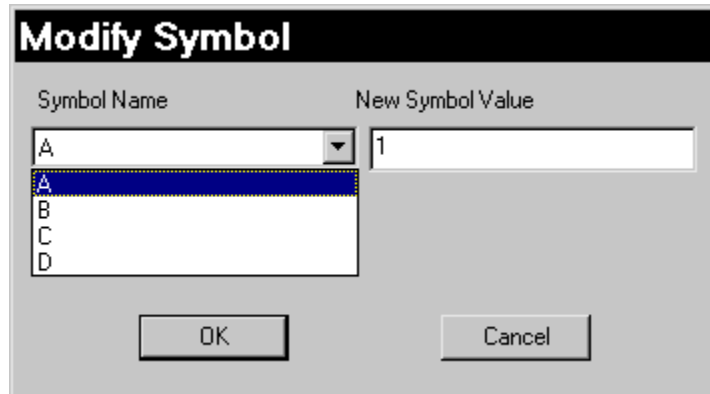 Modify Symbol
Symbol Name New Symbol Value
A 1
A
B
C
D
OK Cancel